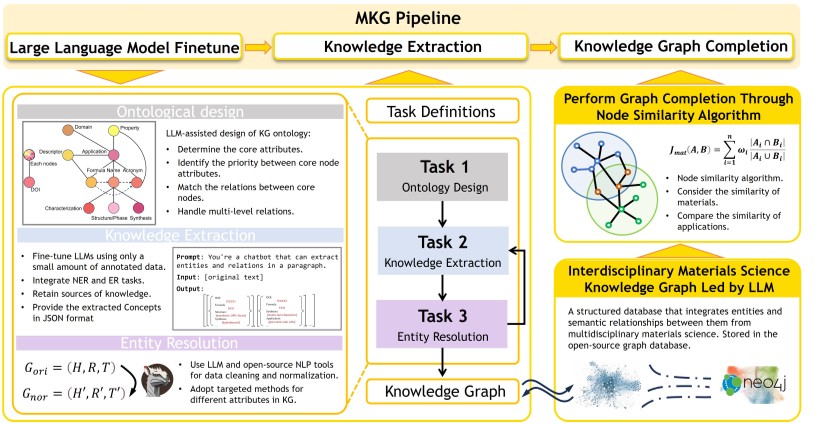 MKG Pipeline
Large Language Model Finetune
Knowledge Extraction
Knowledge Graph Completion
Ontological design
Domain
Property
Descriptor
Application
Each nodes
Formula
Name
Acronym
DOI
Characterization
Structure/Phase
Synthesis
LLM-assisted design of KG ontology:
• Determine the core attributes.
• Identify the priority between core node
attributes.
• Match the relations between core
nodes.
• Handle multi-level relations.
Knowledge Extraction
• Fine-tune LLMs using only a
small amount of annotated data.
• Integrate NER and ER tasks.
• Retain sources of knowledge.
• Provide the extracted Concepts
in JSON format
Prompt: You're a chatbot that can extract
entities and relations in a paragraph.
Input: [original text]
Output:
Entity Resolution
G_ori = (H, R, T)
G_nor = (H′, R′, T′)
• Use LLM and open-source NLP tools
for data cleaning and normalization.
• Adopt targeted methods for
different attributes in KG.
Task Definitions
Task 1
Ontology Design
Task 2
Knowledge Extraction
Task 3
Entity Resolution
Knowledge Graph
Perform Graph Completion Through
Node Similarity Algorithm
J_mat(A, B) = ∑_{i=1}^{n} ω_i |A_i ∩ B_i| / |A_i ∪ B_i|
• Node similarity algorithm.
• Consider the similarity of
materials.
• Compare the similarity of
applications.
Interdisciplinary Materials Science
Knowledge Graph Led by LLM
A structured database that integrates entities and
semantic relationships between them from
multidisciplinary materials science. Stored in the
open-source graph database.
neo4j